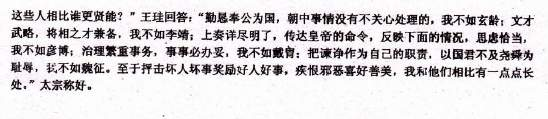 这些人相比谁更贤能？”王珪回答：“勤恳奉公为国，朝中事情没有不关心处理的，我不如玄龄；文才
武略，将相之才兼备，我不如李靖；上奏详尽明了，传达皇帝的命令，反映下面的情况，思虑恰当，
我不如彦博；治理繁重事务，事事必办妥，我不如戴胄；把谏诤作为自己的职责，以国君不及尧舜为
耻辱，我不如魏征。至于抨击坏人坏事奖励好人好事，疾恨邪恶喜好善美，我和他们相比有一点点长
处。”太宗称好。